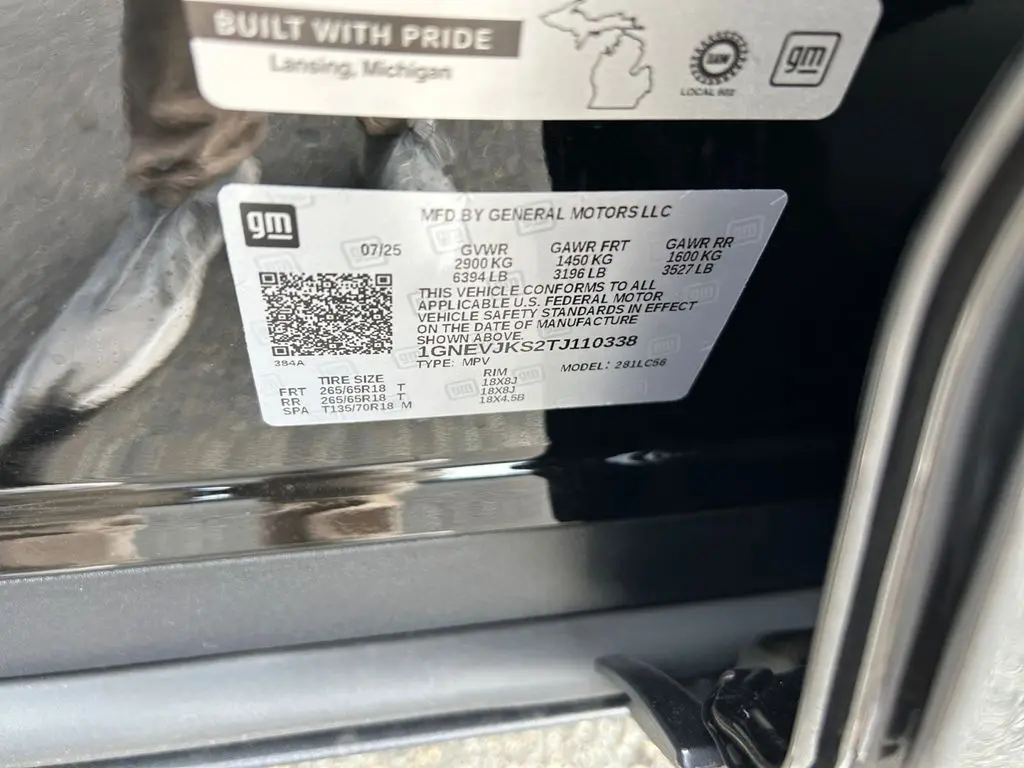 BUILT WITH PRIDE
Lansing, Michigan
UAW
LOCAL 602
gm
gm
MFD BY GENERAL MOTORS LLC
07/25 GVWR GAWR FRT GAWR RR
2900 KG 1450 KG 1600 KG
6394 LB 3196 LB 3527 LB
THIS VEHICLE CONFORMS TO ALL
APPLICABLE U.S. FEDERAL MOTOR
VEHICLE SAFETY STANDARDS IN EFFECT
ON THE DATE OF MANUFACTURE
SHOWN ABOVE.
1GNEVJKS2TJ110338
384A
TYPE: MPV MODEL: 281LC56
TIRE SIZE RIM
FRT 265/65R18 T 18X8J
RR 265/65R18 T 18X8J
SPA T135/70R18 M 18X4.5B